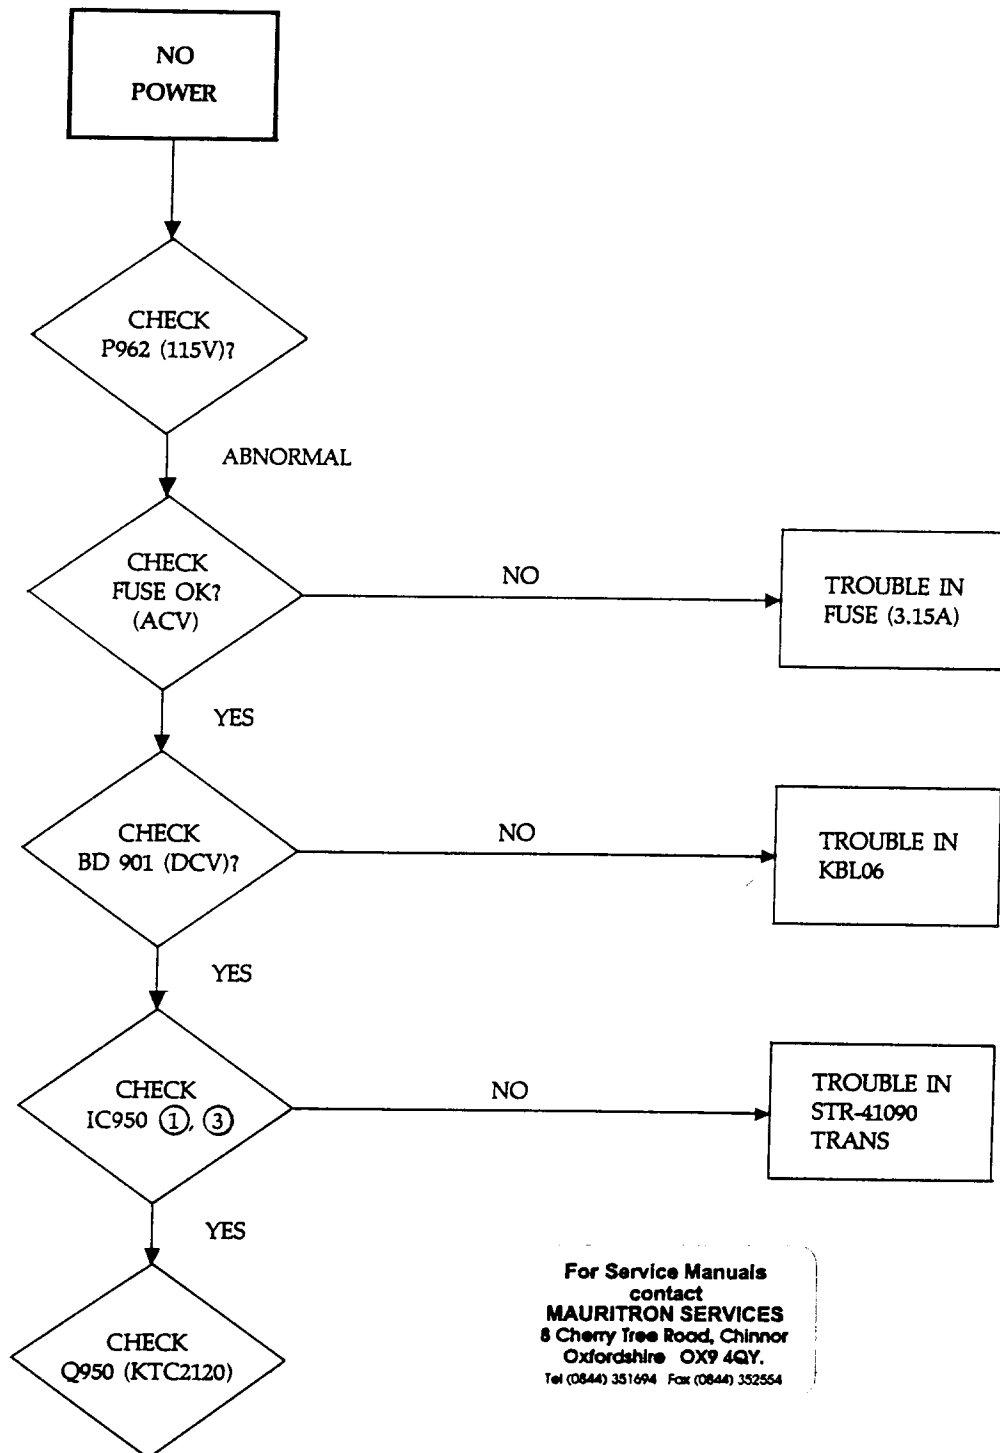 NO
POWER
CHECK
P962 (115V)?
ABNORMAL
CHECK
FUSE OK?
(ACV)
NO
TROUBLE IN
FUSE (3.15A)
YES
CHECK
BD 901 (DCV)?
NO
TROUBLE IN
KBL06
YES
CHECK
IC950 ①, ③
NO
TROUBLE IN
STR-41090
TRANS
YES
CHECK
Q950 (KTC2120)
For Service Manuals
contact
MAURITRON SERVICES
8 Cherry Tree Road, Chinnor
Oxfordshire OX9 4QY.
Tel (0844) 351694 Fax (0844) 352554